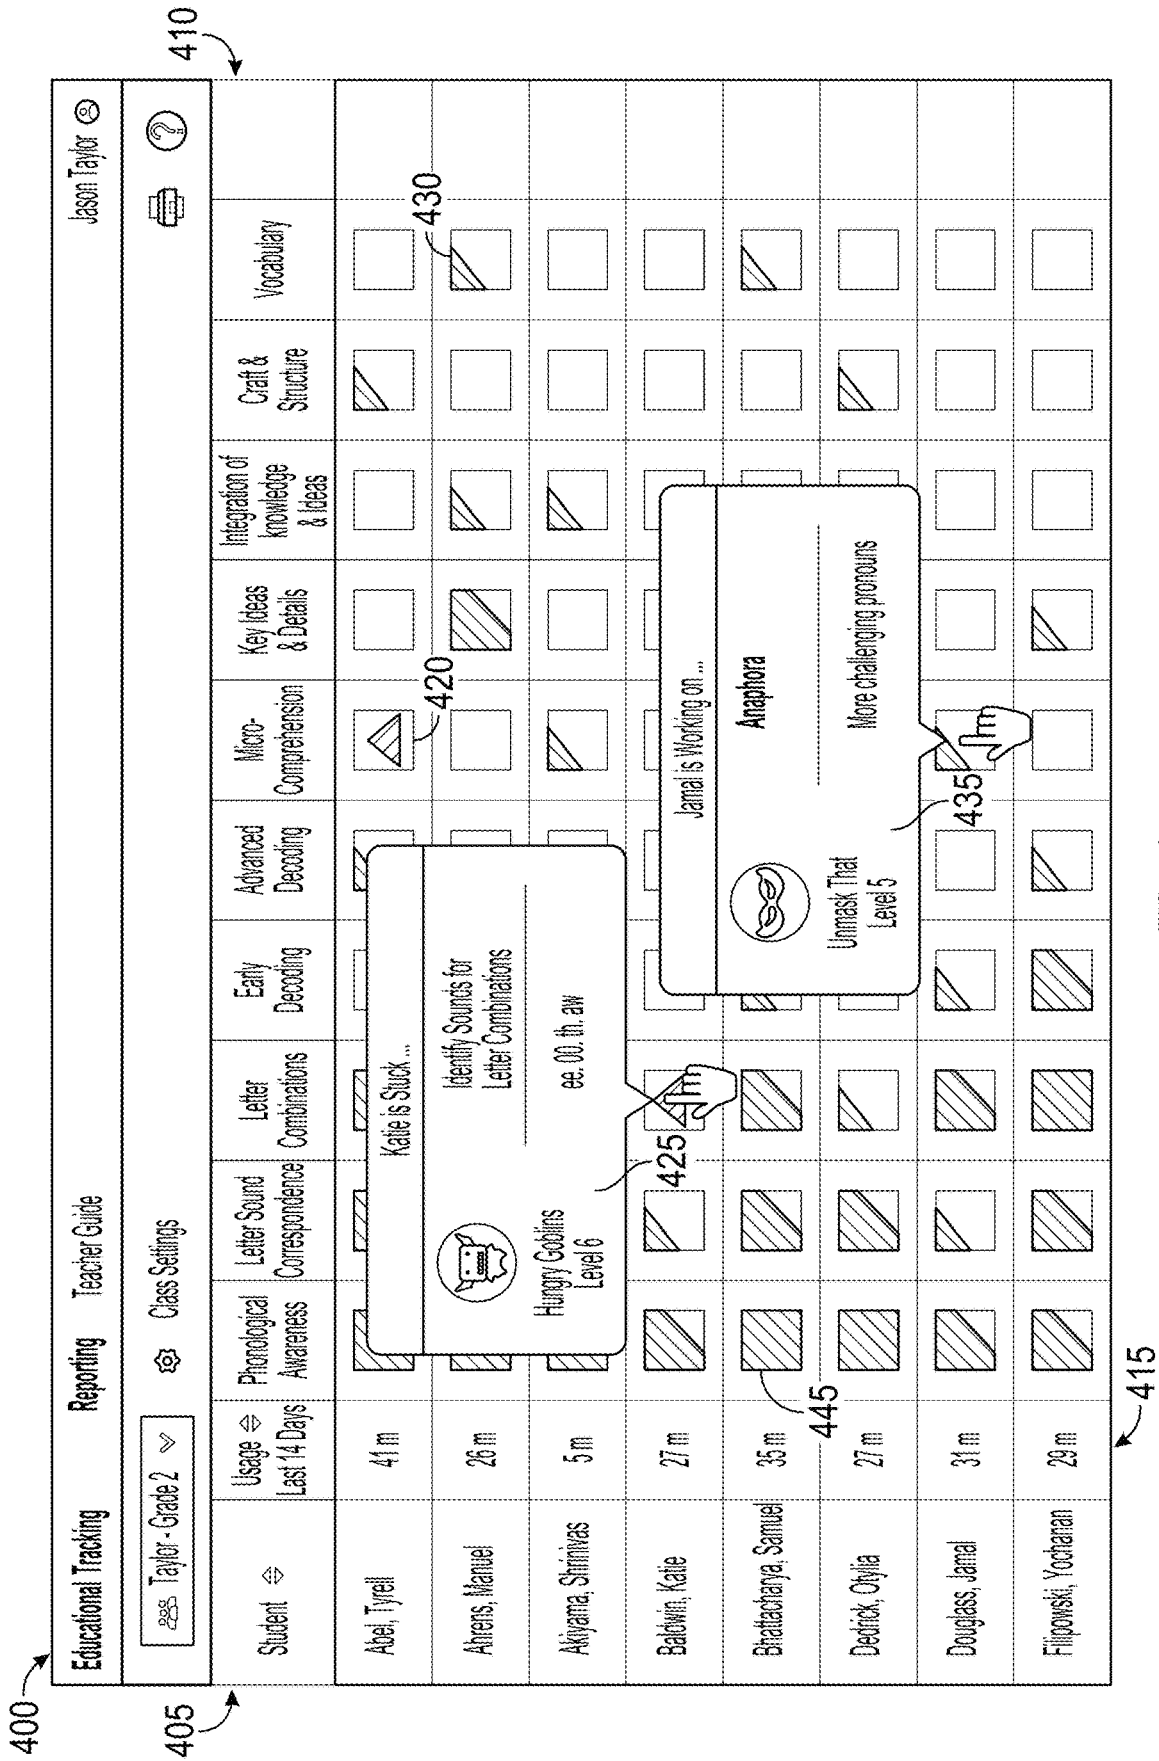 400
Educational Tracking
Reporting
Teacher Guide
Jason Taylor
405
Taylor - Grade 2
Class Settings
?
410
Student
Usage
Last 14 Days
Phonological
Awareness
Letter Sound
Correspondence
Letter
Combinations
Early
Decoding
Advanced
Decoding
Micro-
Comprehension
Key Ideas
& Details
Integration of
knowledge
& Ideas
Craft &
Structure
Vocabulary
Abel, Tyrell
41 m
420
Ahrens, Manuel
26 m
430
Akiyama, Shrinivas
5 m
Baldwin, Katie
27 m
Bhattacharya, Samuel
35 m
445
Dedrick, Otylia
27 m
Douglass, Jamal
31 m
Filipowski, Yochanan
29 m
Katie is Stuck ...
Hungry Goblins
Level 6
Identify Sounds for
Letter Combinations
ee. 00. th. aw
425
Jamal is Working on ...
Unmask That
Level 5
Anaphora
More challenging pronouns
435
415